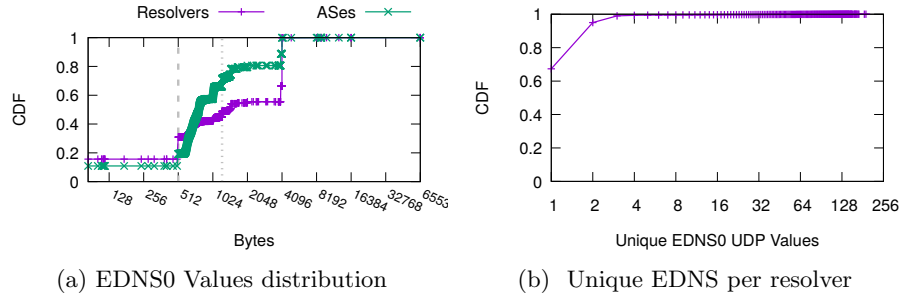 Resolvers ASes
1
0.8
0.6
0.4
0.2
0
CDF
128 256 512 1024 2048 4096 8192 16384 32768 6553
Bytes
(a) EDNS0 Values distribution
1
0.8
0.6
0.4
0.2
0
CDF
1 2 4 8 16 32 64 128 256
Unique EDNS0 UDP Values
(b) Unique EDNS per resolver